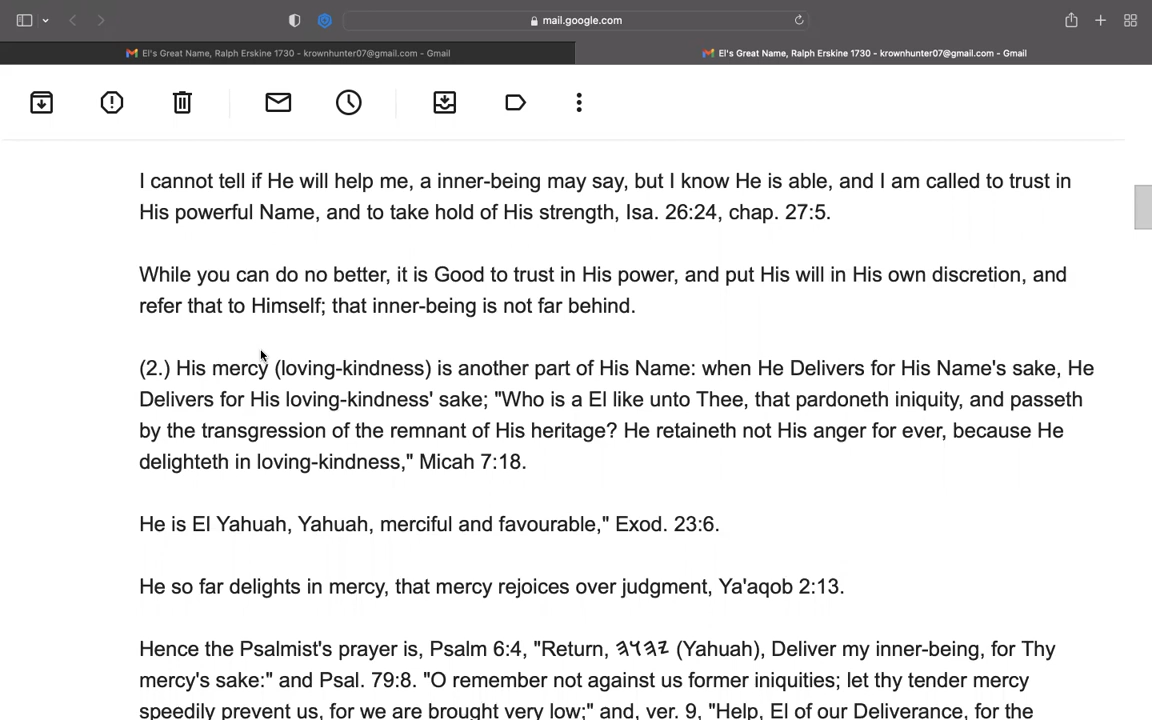 mail.google.com
El's Great Name, Ralph Erskine 1730 - krownhunter07@gmail.com - Gmail
El's Great Name, Ralph Erskine 1730 - krownhunter07@gmail.com - Gmail
I cannot tell if He will help me, a inner-being may say, but I know He is able, and I am called to trust in
His powerful Name, and to take hold of His strength, Isa. 26:24, chap. 27:5.
While you can do no better, it is Good to trust in His power, and put His will in His own discretion, and
refer that to Himself; that inner-being is not far behind.
(2.) His mercy (loving-kindness) is another part of His Name: when He Delivers for His Name's sake, He
Delivers for His loving-kindness' sake; "Who is a El like unto Thee, that pardoneth iniquity, and passeth
by the transgression of the remnant of His heritage? He retaineth not His anger for ever, because He
delighteth in loving-kindness," Micah 7:18.
He is El Yahuah, Yahuah, merciful and favourable," Exod. 23:6.
He so far delights in mercy, that mercy rejoices over judgment, Ya'aqob 2:13.
Hence the Psalmist's prayer is, Psalm 6:4, "Return, 𐤄𐤅𐤄𐤉 (Yahuah), Deliver my inner-being, for Thy
mercy's sake:" and Psal. 79:8. "O remember not against us former iniquities; let thy tender mercy
speedily prevent us, for we are brought very low;" and, ver. 9, "Help, El of our Deliverance, for the